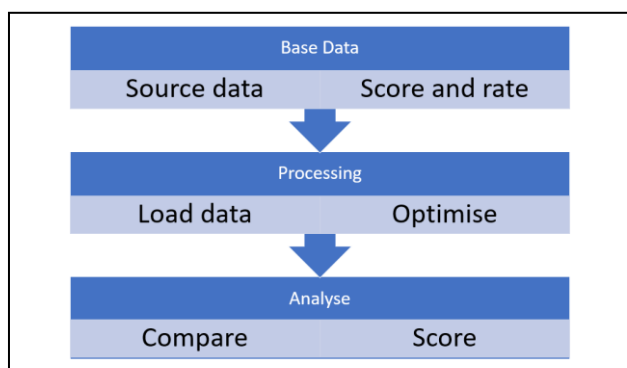 Base Data
Source data Score and rate
Processing
Load data Optimise
Analyse
Compare Score